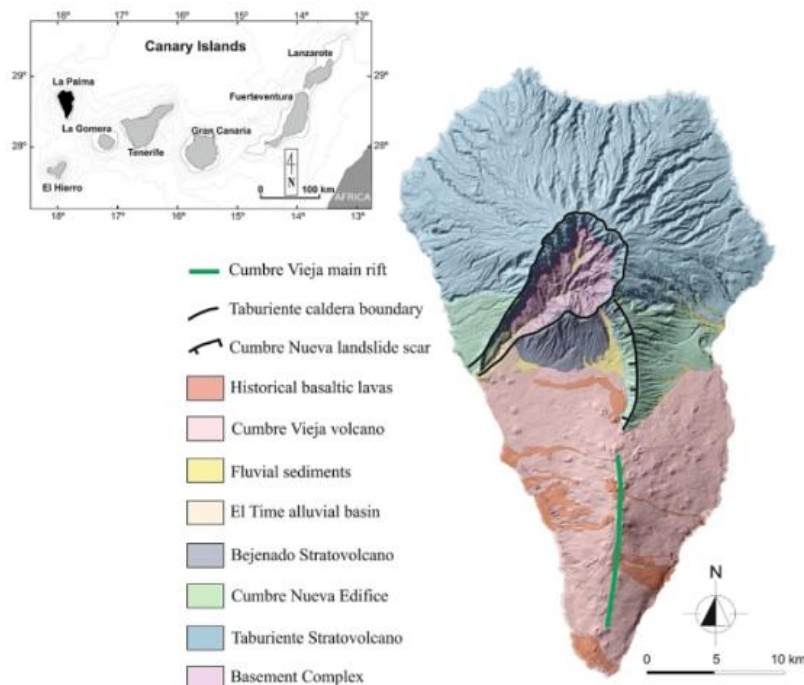 18° 17° 16° 15° 14° 13°
Canary Islands
Lanzarote
29° 29°
La Palma
Fuerteventura
La Gomera
Gran Canaria
28° 28°
Tenerife
El Hierro
N
0 100 km
AFRICA
18° 17° 16° 15° 14° 13°
Cumbre Vieja main rift
Taburiente caldera boundary
Cumbre Nueva landslide scar
Historical basaltic lavas
Cumbre Vieja volcano
Fluvial sediments
El Time alluvial basin
Bejenado Stratovolcano
Cumbre Nueva Edifice
Taburiente Stratovolcano
Basement Complex
N
0 5 10 km